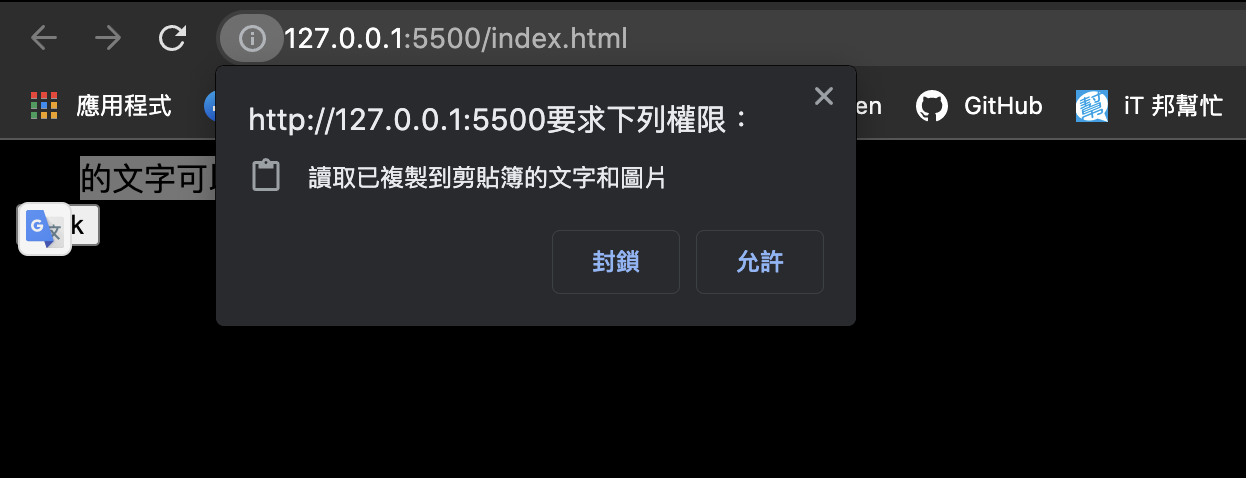 127.0.0.1:5500/index.html
應用程式
en
GitHub
iT 邦幫忙
http://127.0.0.1:5500要求下列權限：
讀取已複製到剪貼簿的文字和圖片
封鎖
允許
的文字可
k